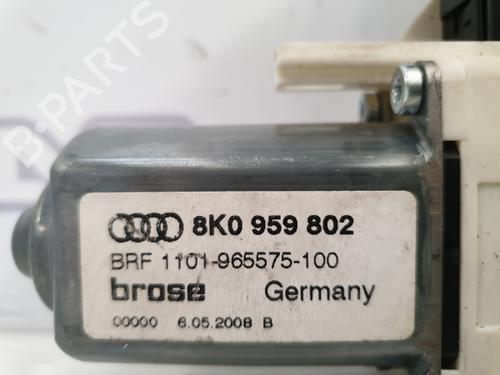 8K0 959 802
BRF 1101-965575-100
brose Germany
00000 6.05.2008 B
B-PARTS